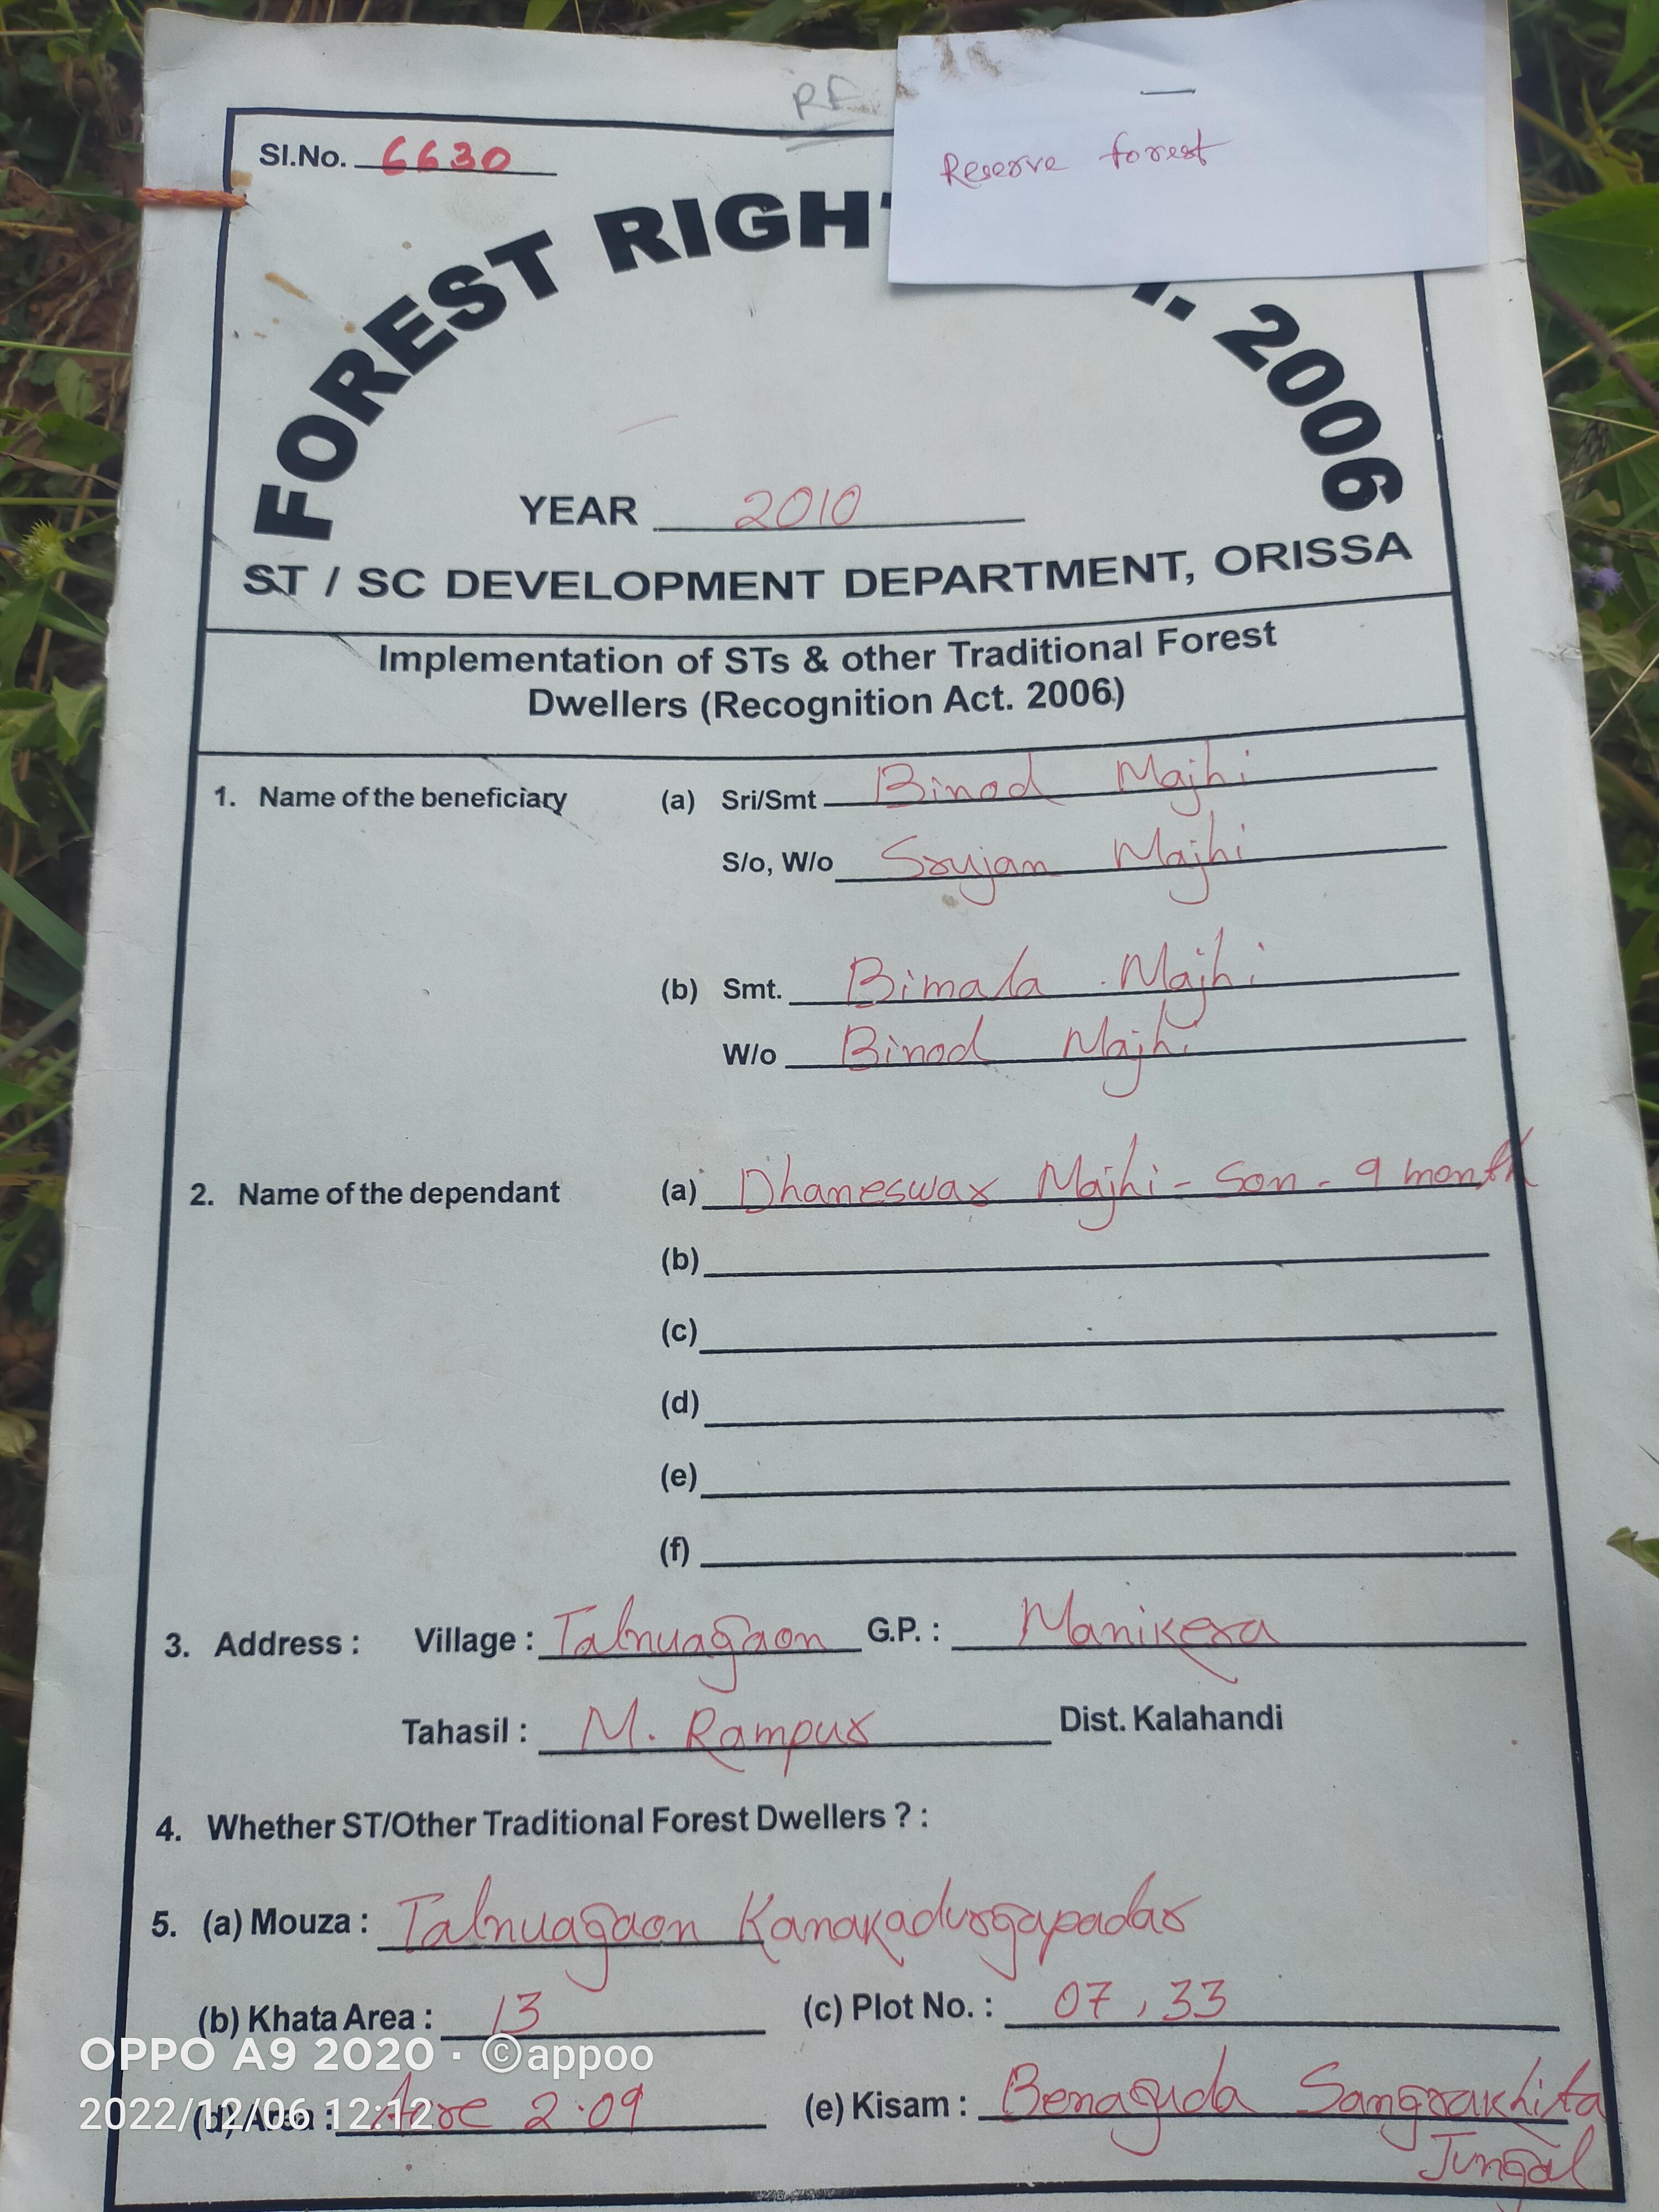 RF
Reserve forest
Sl.No. 6630
FOREST RIGHT . 2006
YEAR 2010
ST / SC DEVELOPMENT DEPARTMENT, ORISSA
Implementation of STs & other Traditional Forest
Dwellers (Recognition Act. 2006)
1. Name of the beneficiary (a) Sri/Smt Binod Majhi
S/o, W/o Srujan Majhi
(b) Smt. Bimala Majhi
W/o Binod Majhi
2. Name of the dependant (a) Dhaneswar Majhi - Son - 9 month
(b)
(c)
(d)
(e)
(f)
3. Address : Village : Talnuagaon G.P. : Manikera
Tahasil : M. Rampur Dist. Kalahandi
4. Whether ST/Other Traditional Forest Dwellers ? :
5. (a) Mouza : Talnuagaon Kanakadurgapadar
(b) Khata Area : 13 (c) Plot No. : 07, 33
OPPO A9 2020 · ©appoo
2022/12/06 12:12
(d) Area : Acre 2.09 (e) Kisam : Benaguda Sangrakhita
Jungal